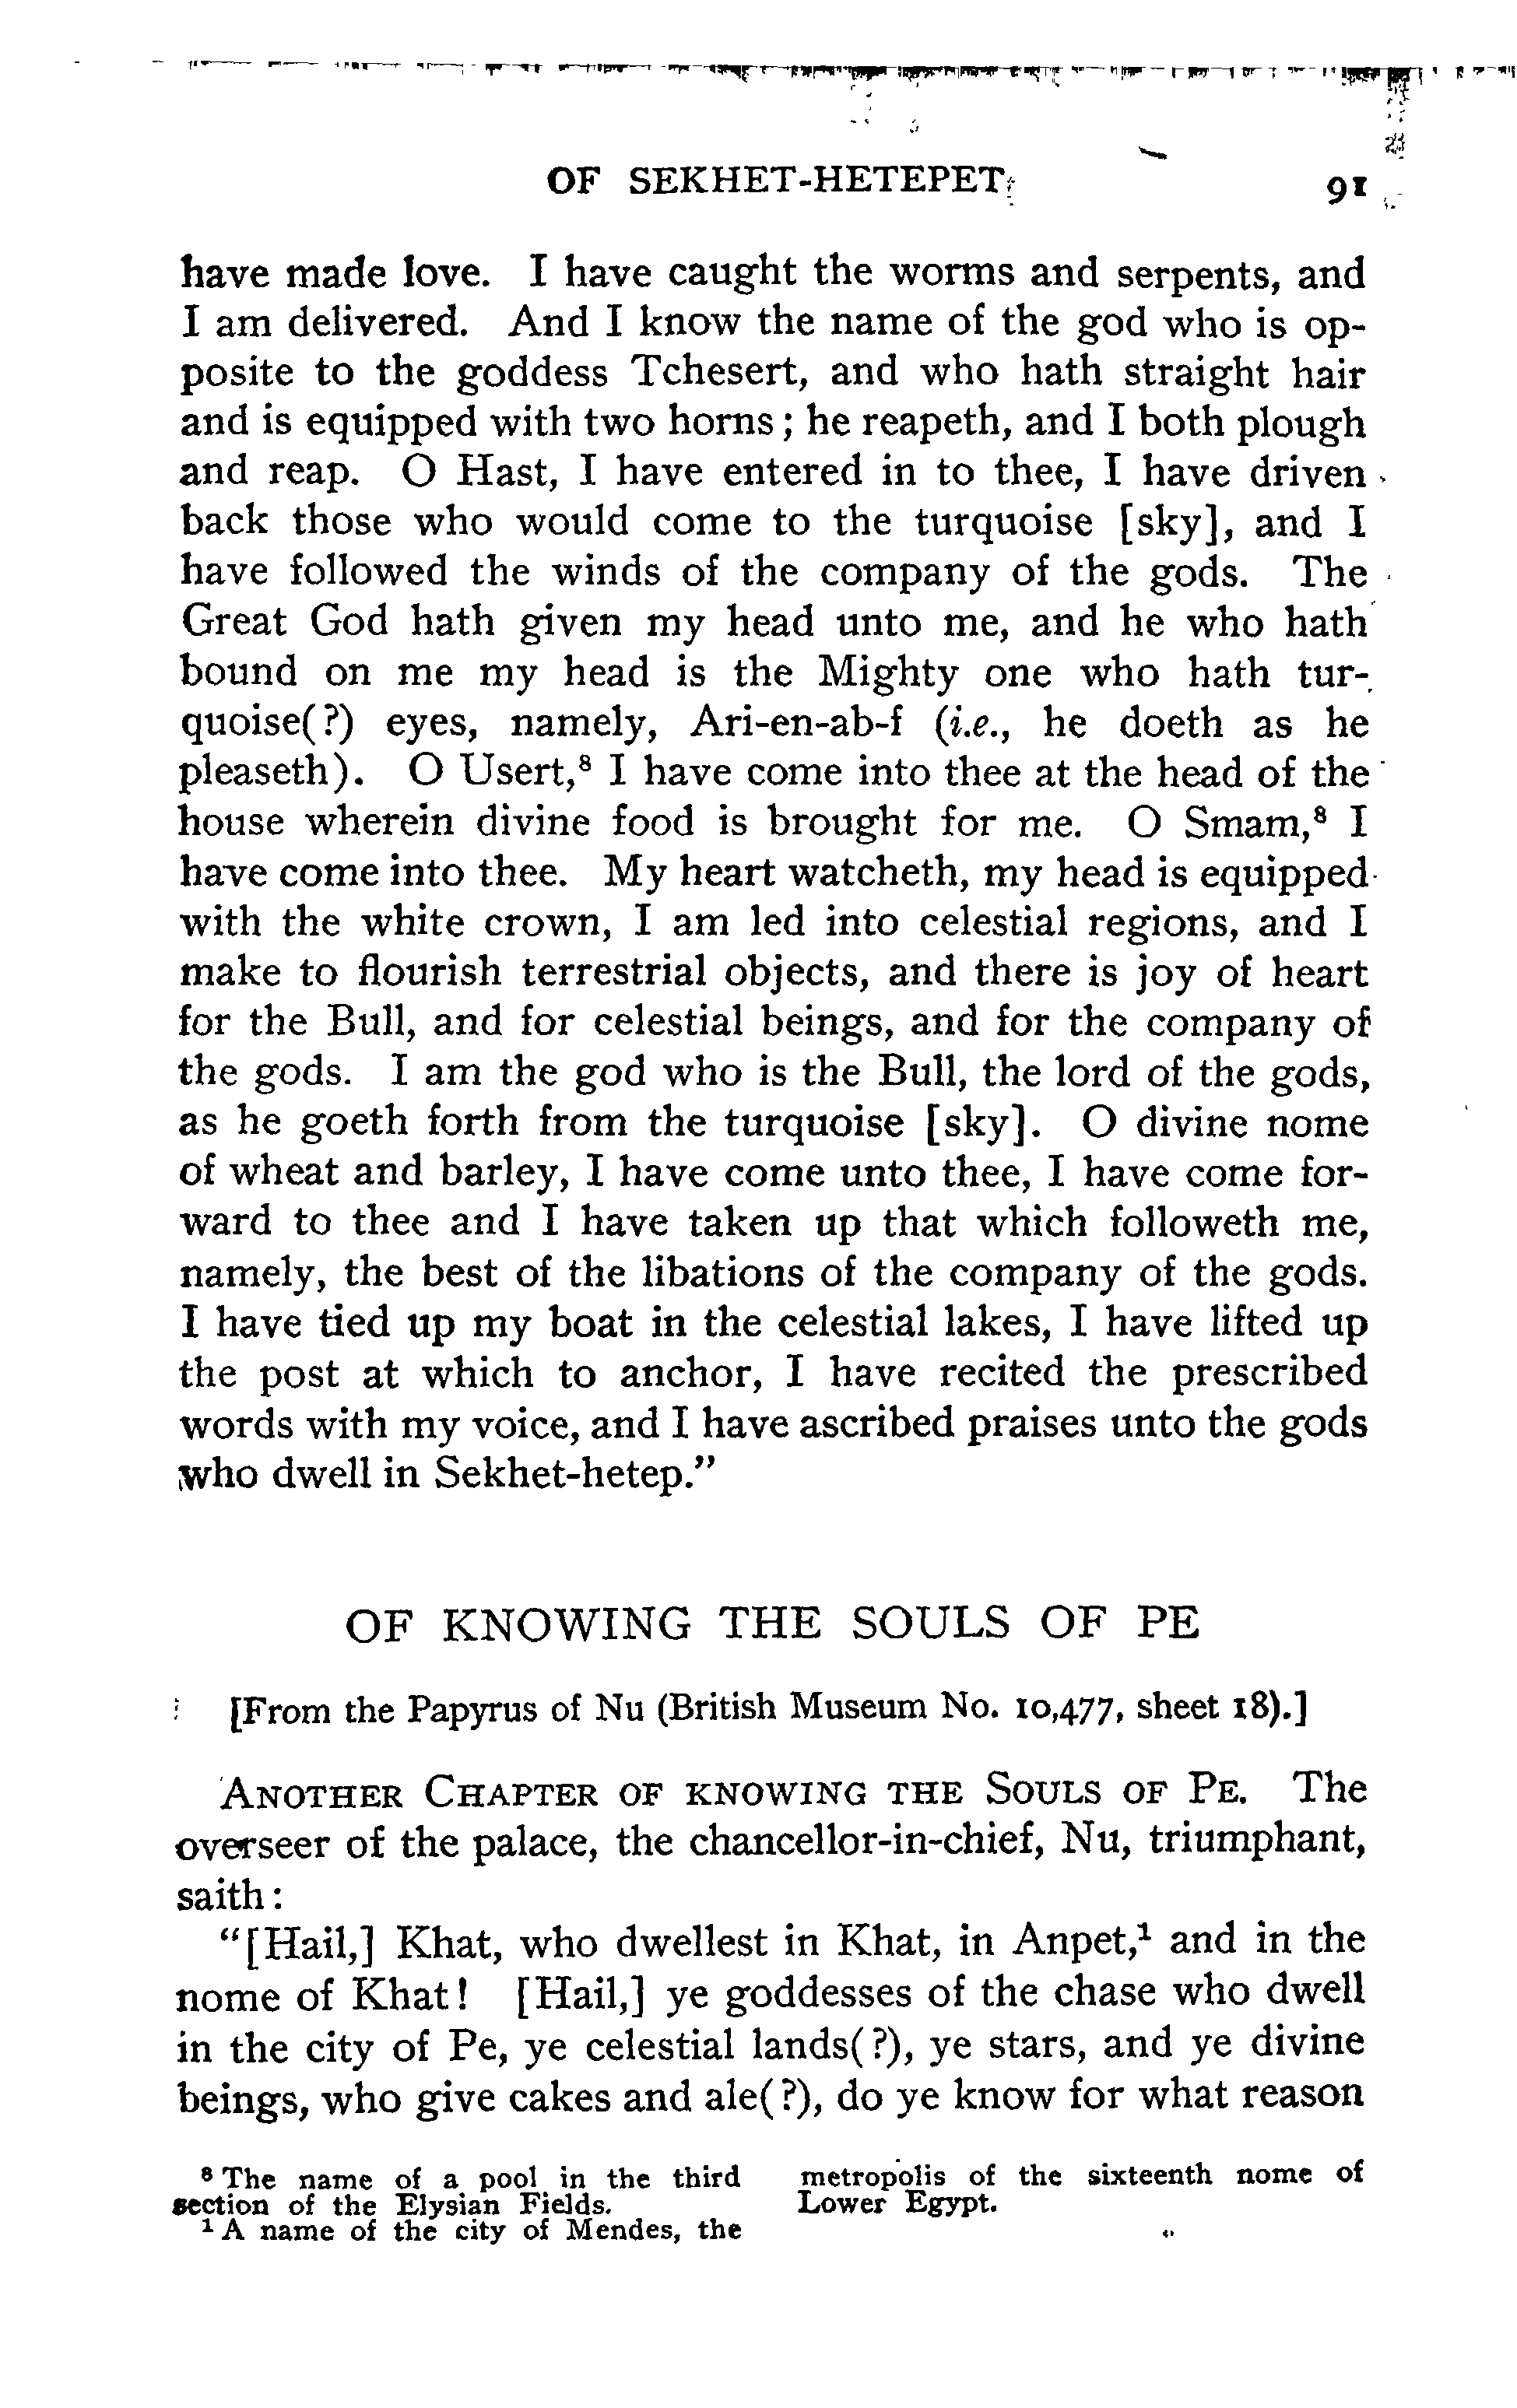 OF SEKHET-HETEPET 91
have made love. I have caught the worms and serpents, and
I am delivered. And I know the name of the god who is op-
posite to the goddess Tchesert, and who hath straight hair
and is equipped with two horns; he reapeth, and I both plough
and reap. O Hast, I have entered in to thee, I have driven
back those who would come to the turquoise [sky], and I
have followed the winds of the company of the gods. The
Great God hath given my head unto me, and he who hath
bound on me my head is the Mighty one who hath tur-
quoise(?) eyes, namely, Ari-en-ab-f (i.e., he doeth as he
pleaseth). O Usert,⁸ I have come into thee at the head of the
house wherein divine food is brought for me. O Smam,⁸ I
have come into thee. My heart watcheth, my head is equipped
with the white crown, I am led into celestial regions, and I
make to flourish terrestrial objects, and there is joy of heart
for the Bull, and for celestial beings, and for the company of
the gods. I am the god who is the Bull, the lord of the gods,
as he goeth forth from the turquoise [sky]. O divine nome
of wheat and barley, I have come unto thee, I have come for-
ward to thee and I have taken up that which followeth me,
namely, the best of the libations of the company of the gods.
I have tied up my boat in the celestial lakes, I have lifted up
the post at which to anchor, I have recited the prescribed
words with my voice, and I have ascribed praises unto the gods
who dwell in Sekhet-hetep."
OF KNOWING THE SOULS OF PE
[From the Papyrus of Nu (British Museum No. 10,477, sheet 18).]
ANOTHER CHAPTER OF KNOWING THE SOULS OF PE. The
overseer of the palace, the chancellor-in-chief, Nu, triumphant,
saith:
"[Hail,] Khat, who dwellest in Khat, in Anpet,¹ and in the
nome of Khat! [Hail,] ye goddesses of the chase who dwell
in the city of Pe, ye celestial lands(?), ye stars, and ye divine
beings, who give cakes and ale(?), do ye know for what reason
⁸ The name of a pool in the third
section of the Elysian Fields.
¹ A name of the city of Mendes, the
metropolis of the sixteenth nome of
Lower Egypt.